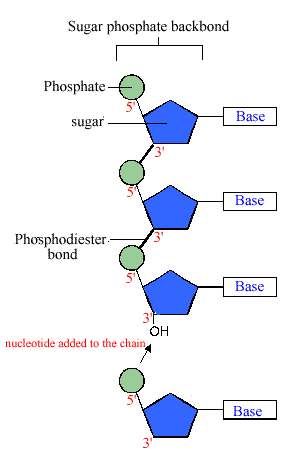 Sugar phosphate backbone
Phosphate
5'
sugar
Base
3'
5'
Base
Phosphodiester
bond
3'
5'
Base
3'
OH
nucleotide added to the chain
5'
Base
3'